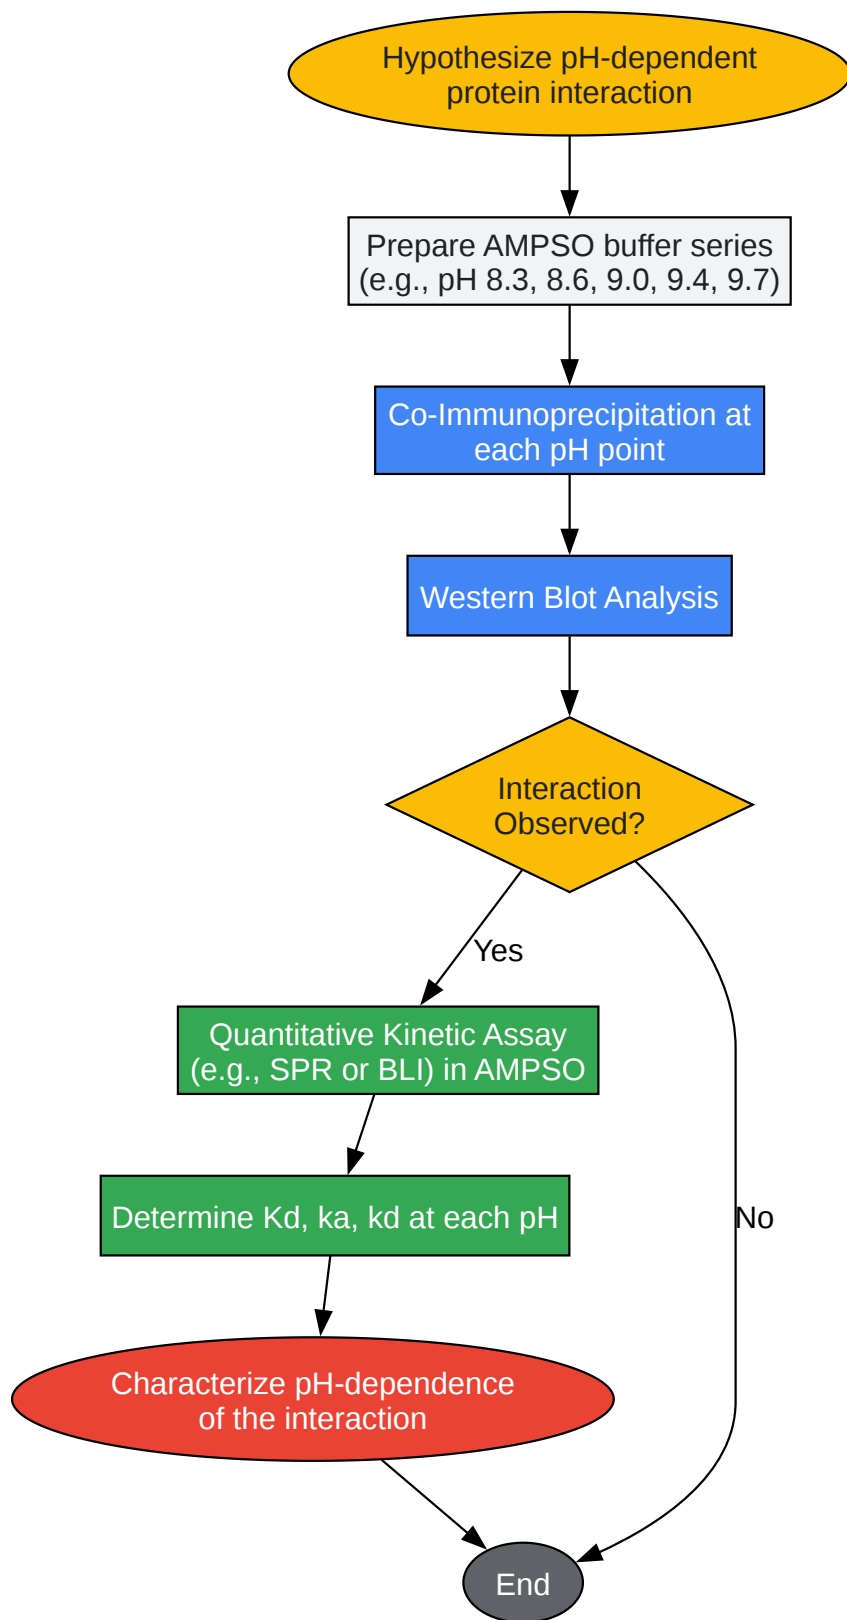 Hypothesize pH-dependent
protein interaction
Prepare AMPSO buffer series
(e.g., pH 8.3, 8.6, 9.0, 9.4, 9.7)
Co-Immunoprecipitation at
each pH point
Western Blot Analysis
Interaction
Observed?
Yes
Quantitative Kinetic Assay
(e.g., SPR or BLI) in AMPSO
Determine Kd, ka, kd at each pH
No
Characterize pH-dependence
of the interaction
End